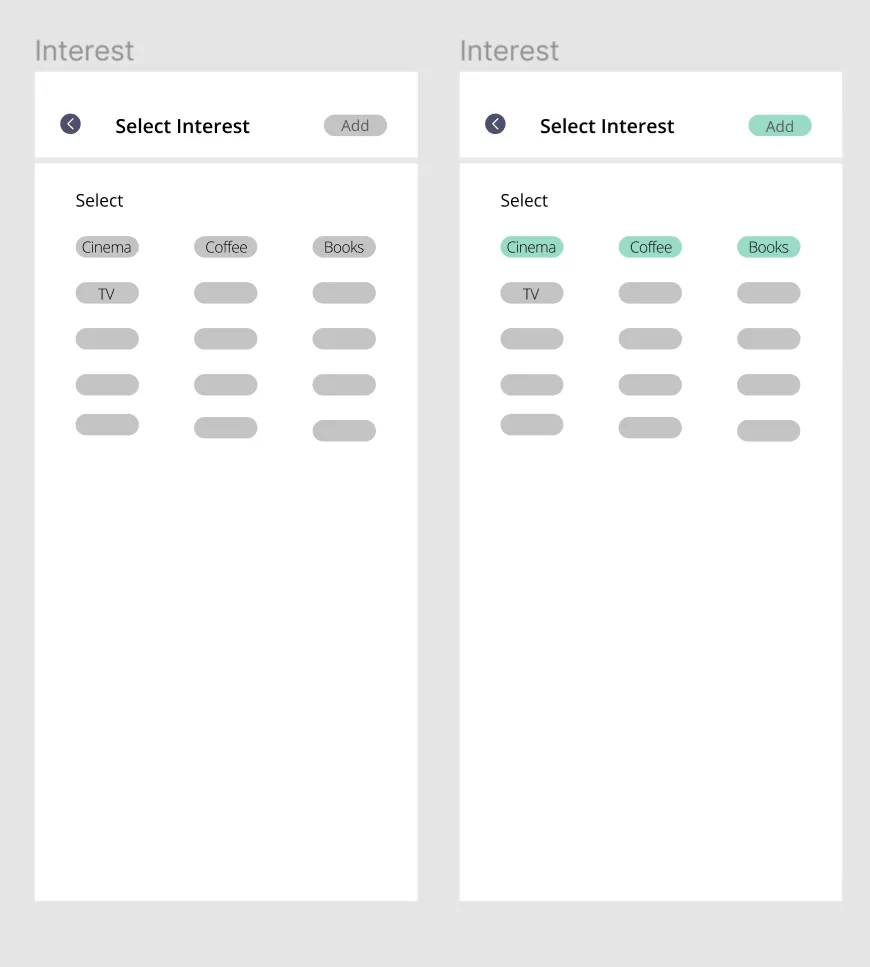 Interest
Select Interest
Add
Select
Cinema
Coffee
Books
TV
Interest
Select Interest
Add
Select
Cinema
Coffee
Books
TV